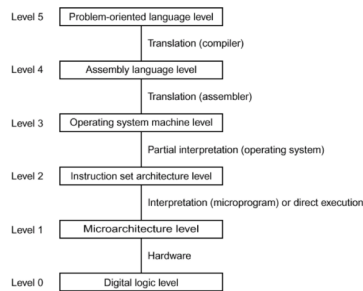 Level 5 Problem-oriented language level
Translation (compiler)
Level 4 Assembly language level
Translation (assembler)
Level 3 Operating system machine level
Partial interpretation (operating system)
Level 2 Instruction set architecture level
Interpretation (microprogram) or direct execution
Level 1 Microarchitecture level
Hardware
Level 0 Digital logic level